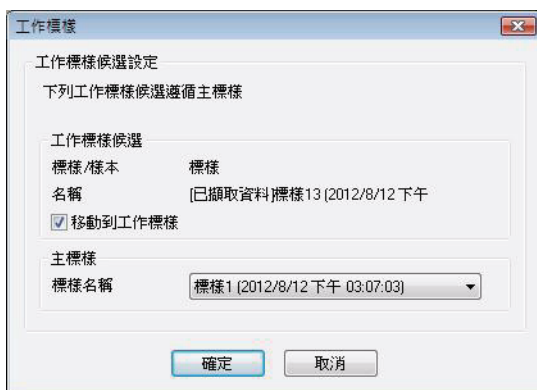 工作標樣
工作標樣候選設定
下列工作標樣候選遵循主標樣
工作標樣候選
標樣/樣本 標樣
名稱 [已擷取資料]標樣13 (2012/8/12 下午
移動到工作標樣
主標樣
標樣名稱 標樣1 (2012/8/12 下午 03:07:03)
確定 取消